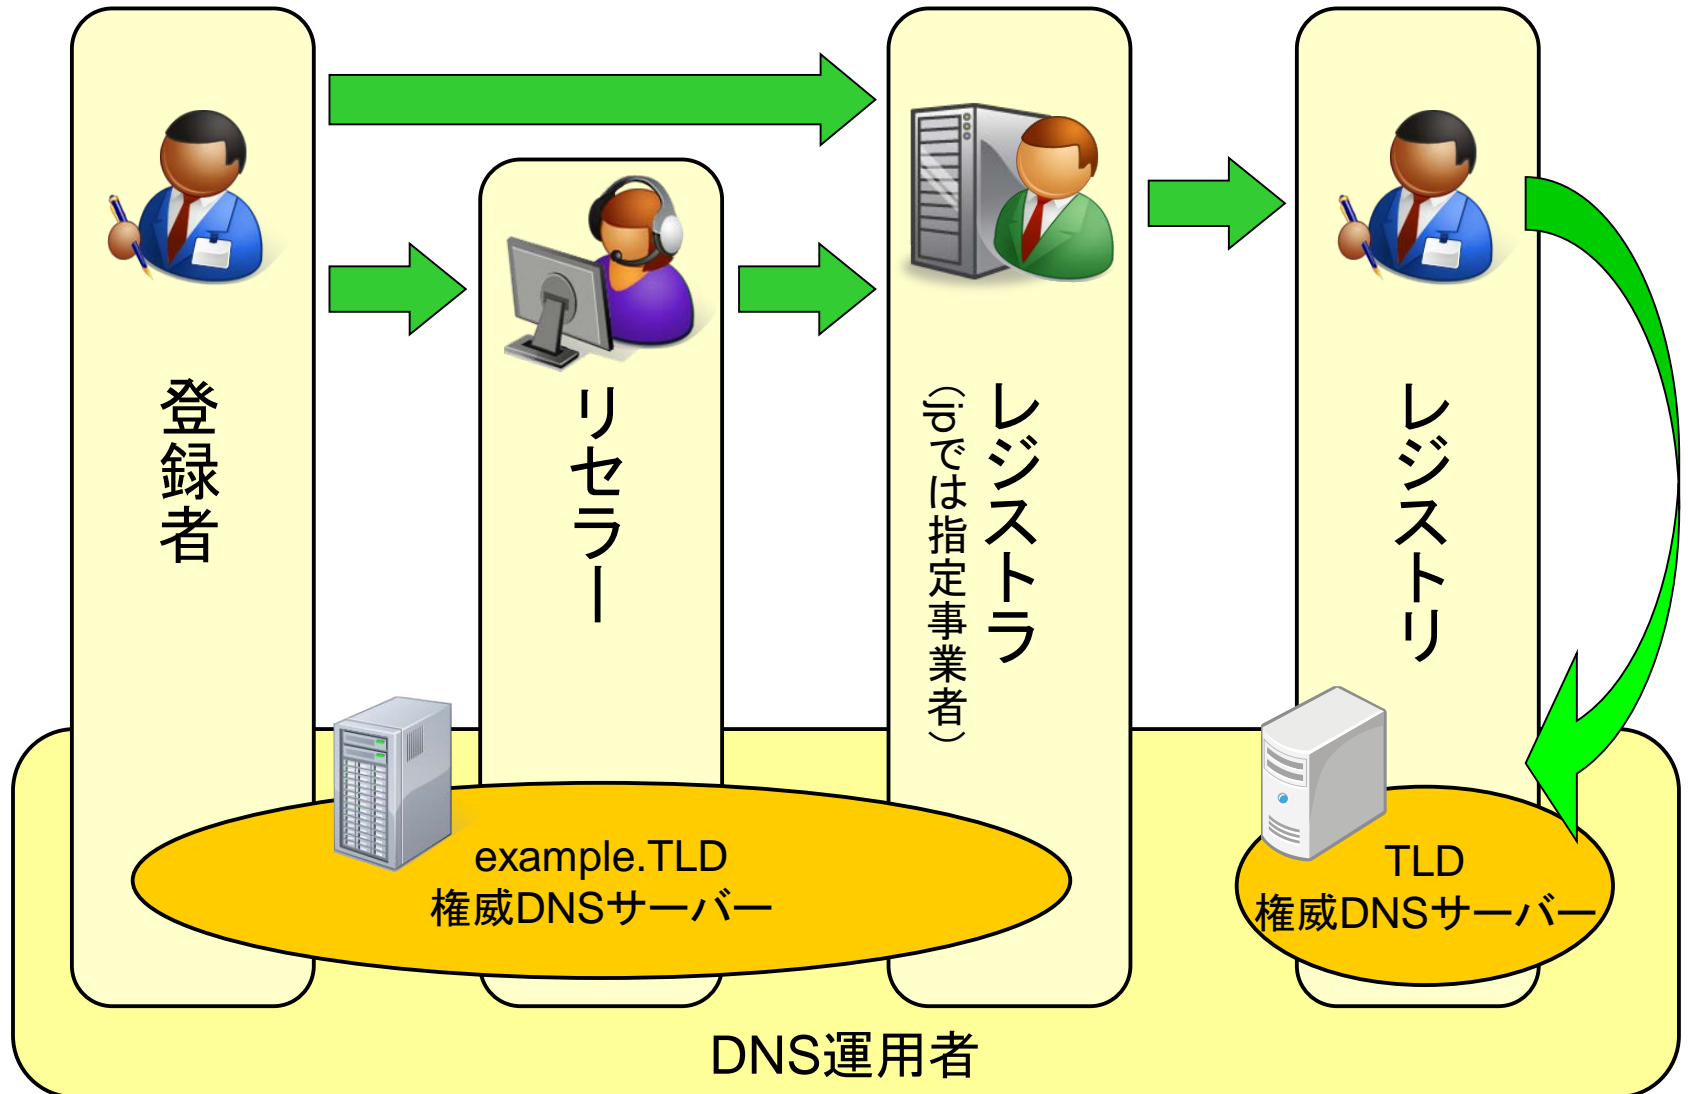 登録者
リセラー
レジストラ
（jpでは指定事業者）
レジストリ
example.TLD
権威DNSサーバー
TLD
権威DNSサーバー
DNS運用者